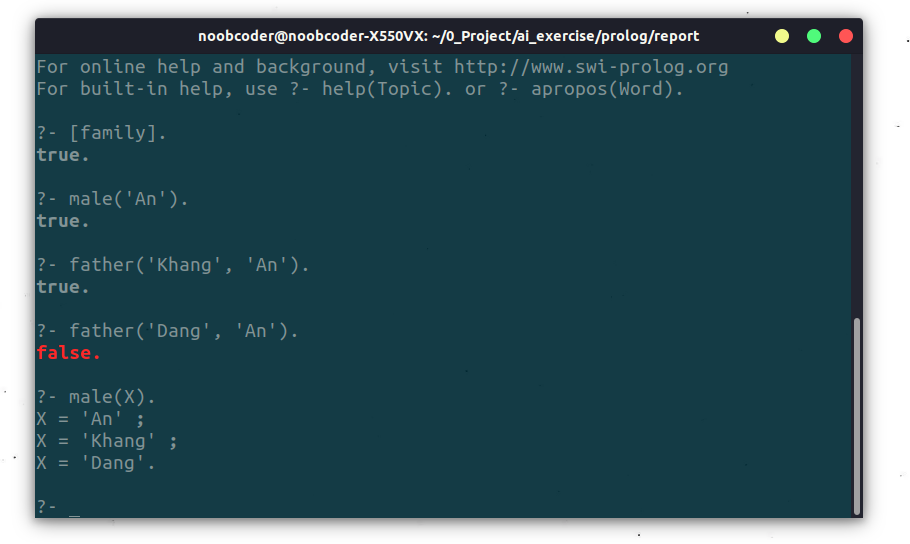 noobcoder@noobcoder-X550VX: ~/0_Project/ai_exercise/prolog/report
For online help and background, visit http://www.swi-prolog.org
For built-in help, use ?- help(Topic). or ?- apropos(Word).
?- [family].
true.
?- male('An').
true.
?- father('Khang', 'An').
true.
?- father('Dang', 'An').
false.
?- male(X).
X = 'An' ;
X = 'Khang' ;
X = 'Dang'.
?- _